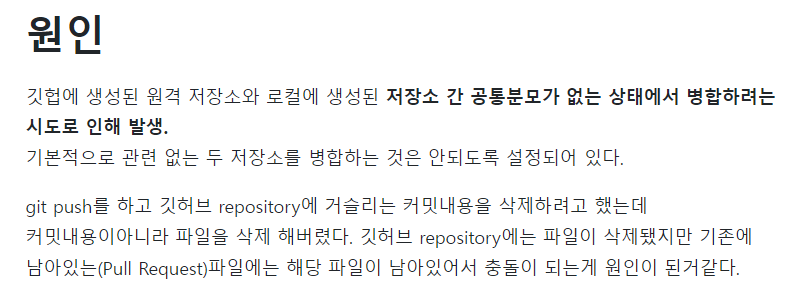 원인
깃헙에 생성된 원격 저장소와 로컬에 생성된 저장소 간 공통분모가 없는 상태에서 병합하려는
시도로 인해 발생.
기본적으로 관련 없는 두 저장소를 병합하는 것은 안되도록 설정되어 있다.
git push를 하고 깃허브 repository에 거슬리는 커밋내용을 삭제하려고 했는데
커밋내용이아니라 파일을 삭제 해버렸다. 깃허브 repository에는 파일이 삭제됐지만 기존에
남아있는(Pull Request)파일에는 해당 파일이 남아있어서 충돌이 되는게 원인이 된거같다.